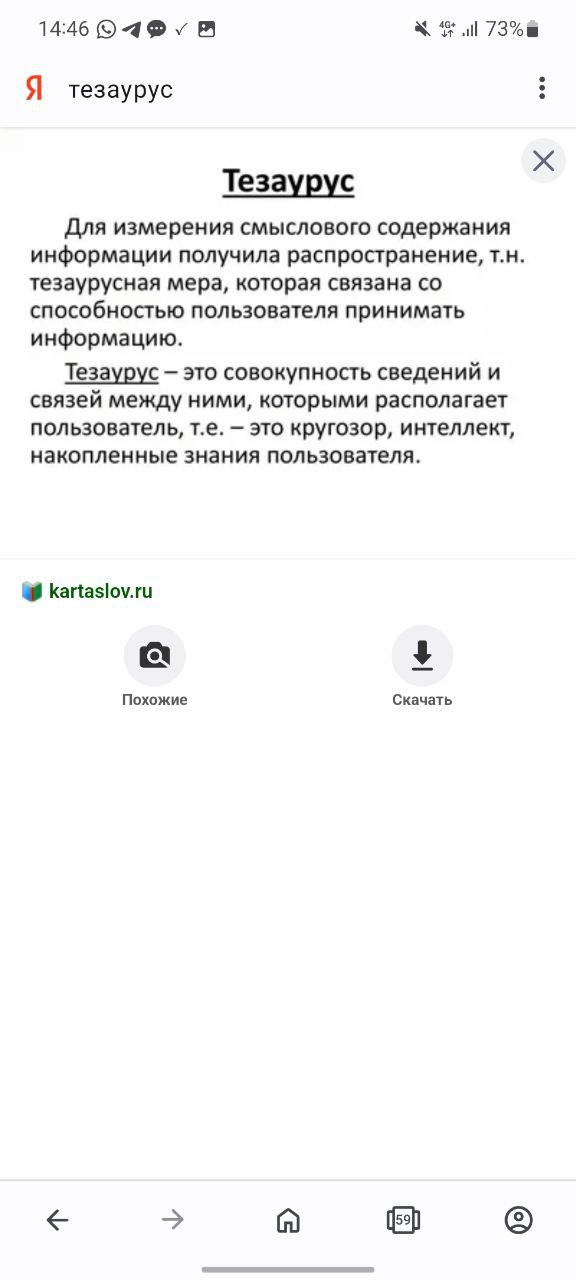 14:46 4G+ 73%
Я тезаурус
Тезаурус
Для измерения смыслового содержания
информации получила распространение, т.н.
тезаурусная мера, которая связана со
способностью пользователя принимать
информацию.
Тезаурус – это совокупность сведений и
связей между ними, которыми располагает
пользователь, т.е. – это кругозор, интеллект,
накопленные знания пользователя.
kartaslov.ru
Похожие Скачать
59